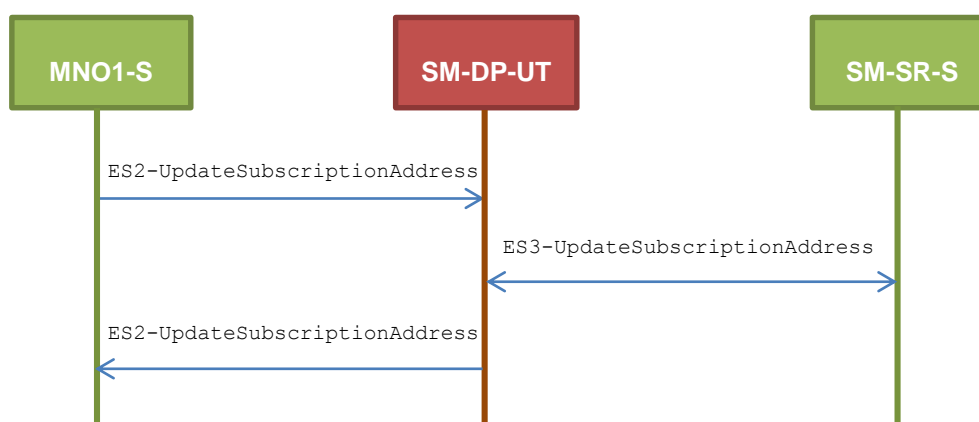 MNO1-S
SM-DP-UT
SM-SR-S
ES2-UpdateSubscriptionAddress
ES3-UpdateSubscriptionAddress
ES2-UpdateSubscriptionAddress